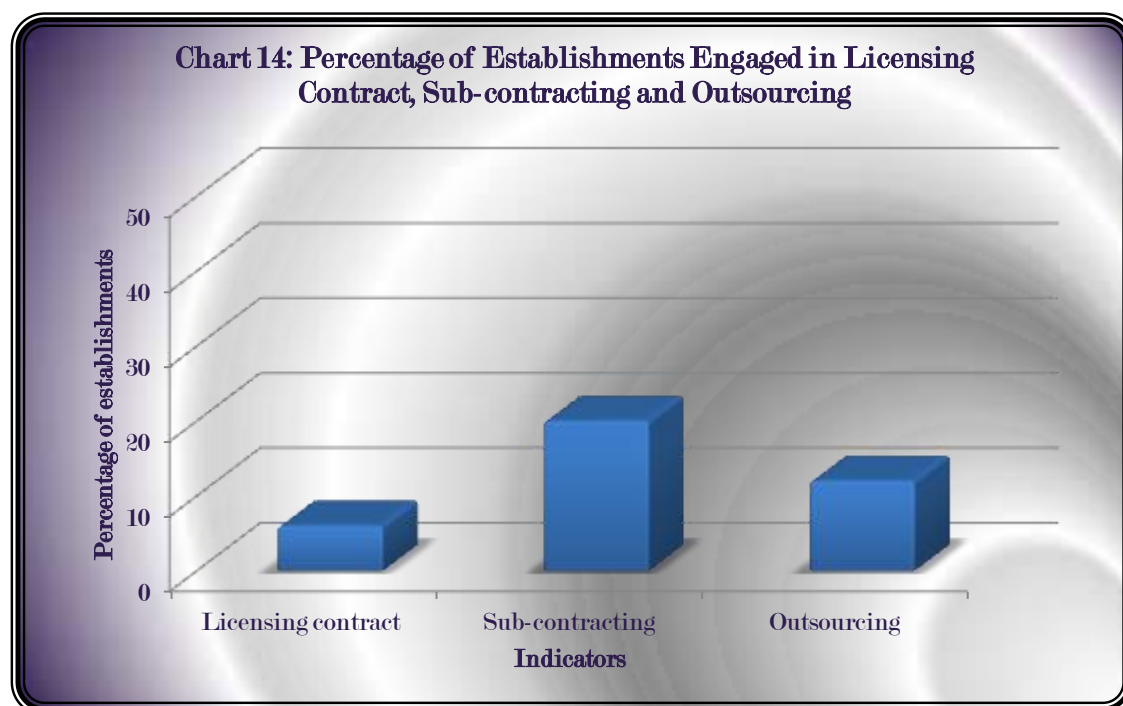 Chart 14: Percentage of Establishments Engaged in Licensing
Contract, Sub-contracting and Outsourcing
Percentage of establishments
50
40
30
20
10
0
Licensing contract
Sub-contracting
Outsourcing
Indicators